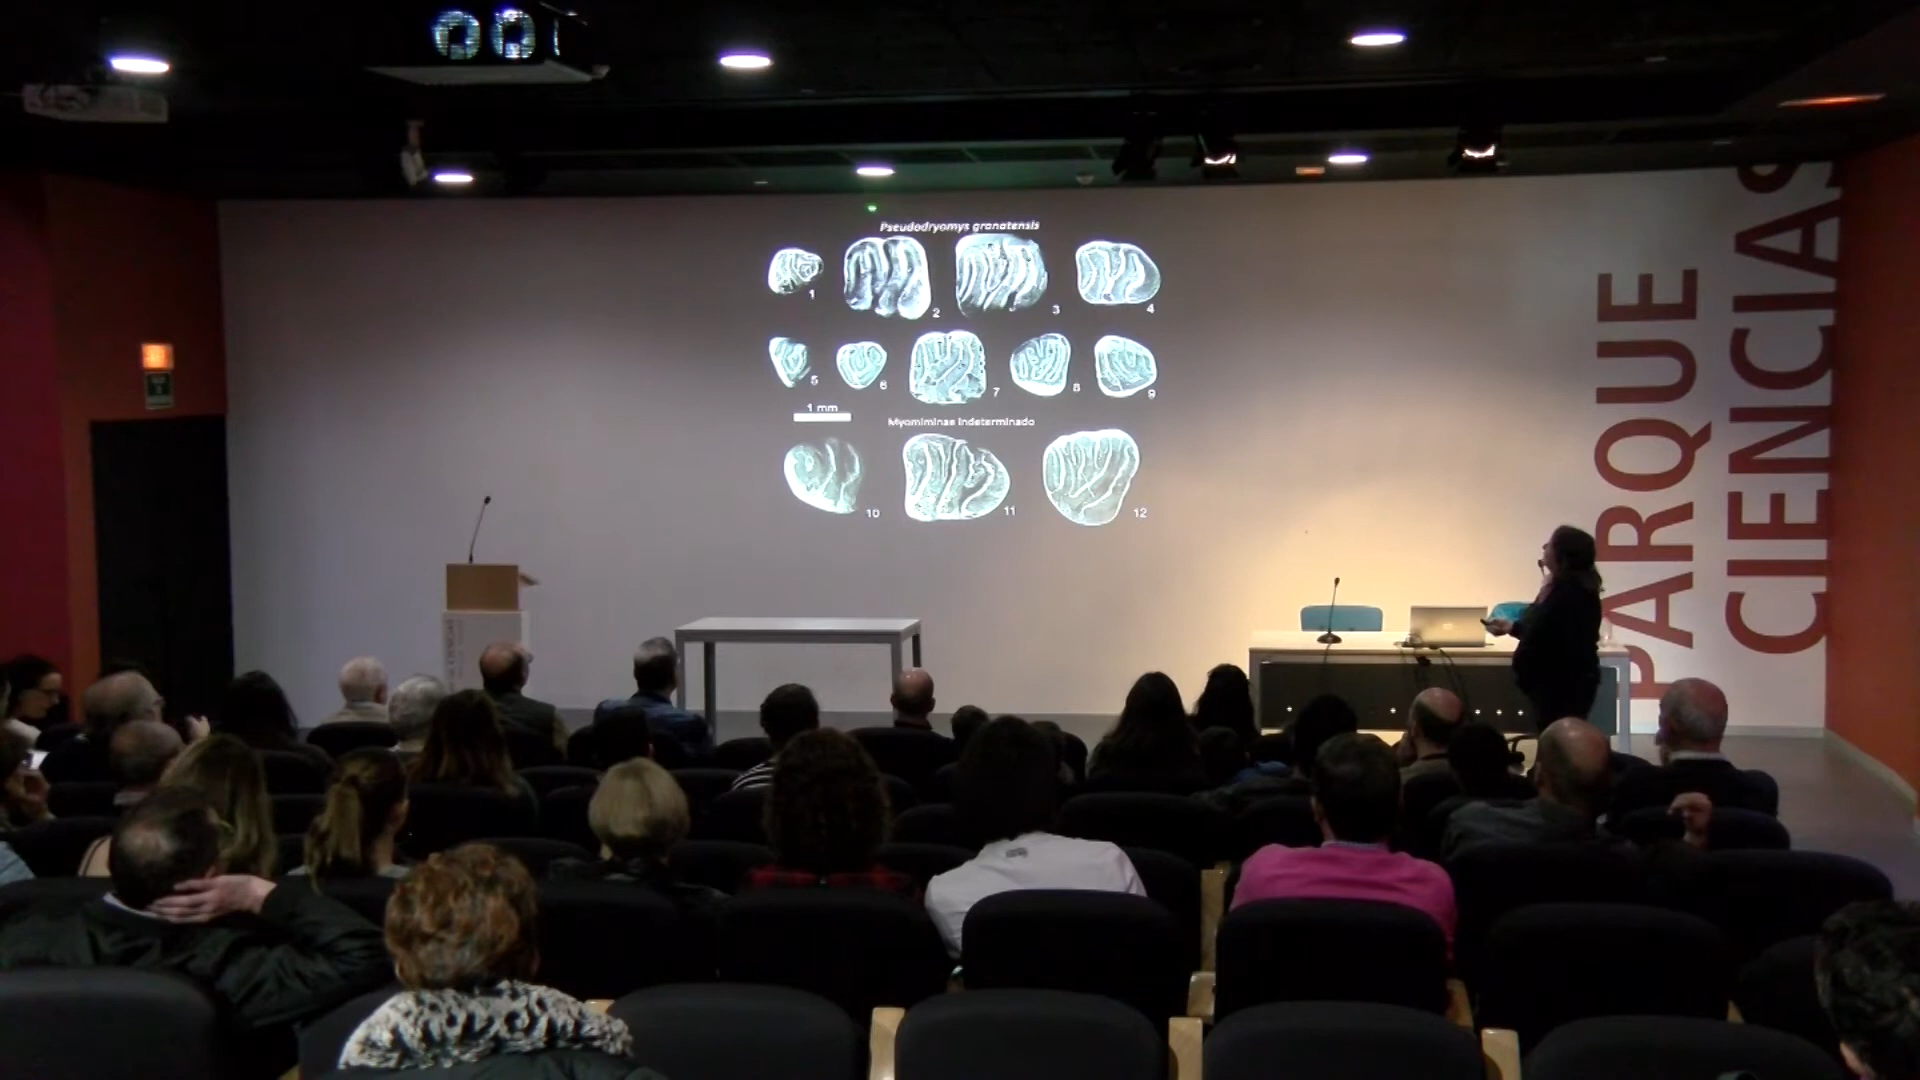 Pseudodryomys granatensis
1 2 3 4
5 6 7 8 9
1 mm
Myomiminae indeterminado
10 11 12
PARQUE
CIENCIAS